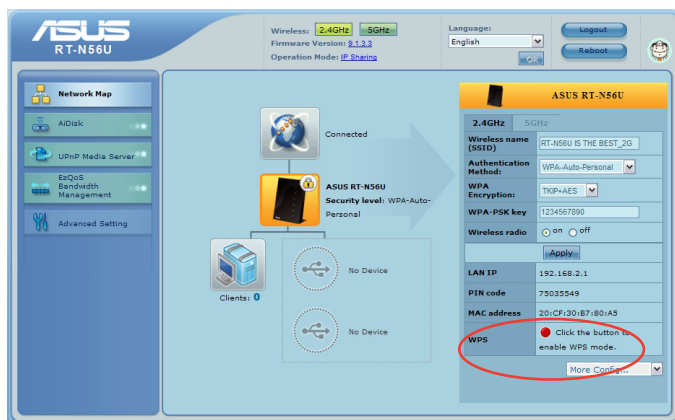 ASUS
RT-N56U
Wireless: 2.4GHz 5GHz
Firmware Version: 9.1.2.3
Operation Mode: IP Sharing
Language:
English
OK
Logout
Reboot
Network Map
AiDisk
UPnP Media Server
EzQoS
Bandwidth
Management
Advanced Setting
Connected
ASUS RT-N56U
Security level: WPA-Auto-
Personal
Clients: 0
No Device
No Device
ASUS RT-N56U
2.4GHz 5GHz
Wireless name
(SSID)
RT-N56U IS THE BEST_2G
Authentication
Method:
WPA-Auto-Personal
WPA
Encryption:
TKIP+AES
WPA-PSK key
1234567890
Wireless radio
on off
Apply
LAN IP
192.168.2.1
PIN code
75035549
MAC address
20:CF:30:B7:80:A5
WPS
Click the button to
enable WPS mode.
More Config...